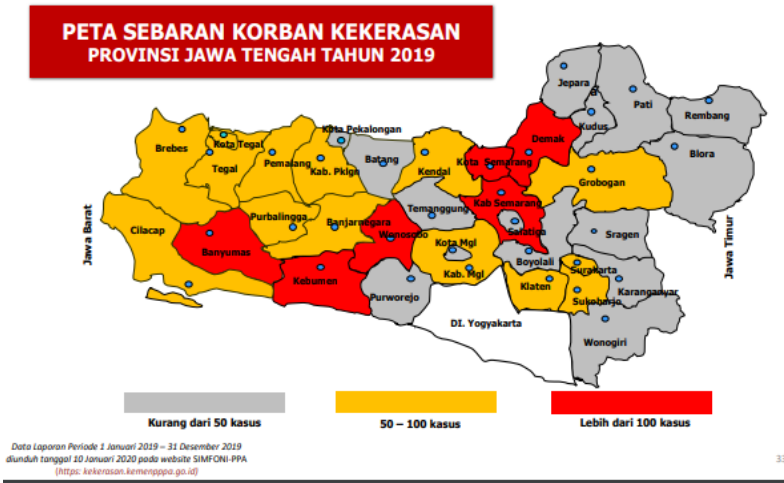 PETA SEBARAN KORBAN KEKERASAN
PROVINSI JAWA TENGAH TAHUN 2019
Jepara
Pati
Rembang
Kudus
Kota Pekalongan
Demak
Brebes
Kota Tegal
Blora
Pemalang
Batang
Kota Semarang
Tegal
Kab. Pklgn
Kendal
Grobogan
Temanggung
Kab Semarang
Purbalingga
Banjarnegara
Cilacap
Salatiga
Wonosobo
Kota Mgl
Sragen
Jawa Barat
Jawa Timur
Banyumas
Boyolali
Surakarta
Kebumen
Kab. Mgl
Klaten
Karanganyar
Purworejo
Sukoharjo
DI. Yogyakarta
Wonogiri
Kurang dari 50 kasus
50 – 100 kasus
Lebih dari 100 kasus
Data Laporan Periode 1 Januari 2019 – 31 Desember 2019
diunduh tanggal 10 Januari 2020 pada website SIMFONI-PPA
(https: kekerasan.kemenpppa.go.id)